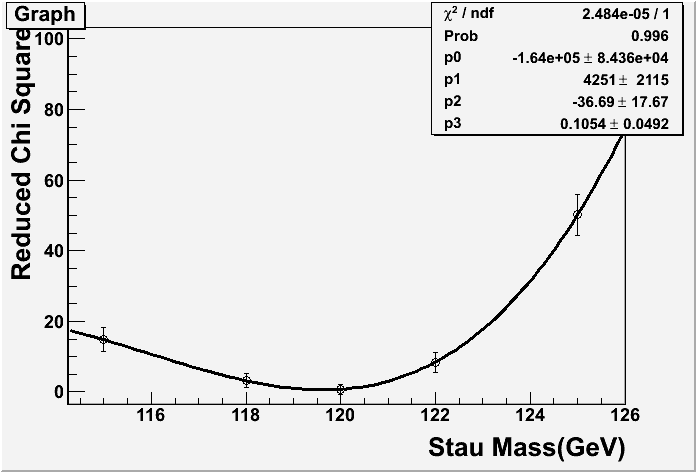 Graph
χ² / ndf 2.484e-05 / 1
Prob 0.996
p0 -1.64e+05 ± 8.436e+04
p1 4251 ± 2115
p2 -36.69 ± 17.67
p3 0.1054 ± 0.0492
Reduced Chi Square
100
80
60
40
20
0
116 118 120 122 124 126
Stau Mass(GeV)